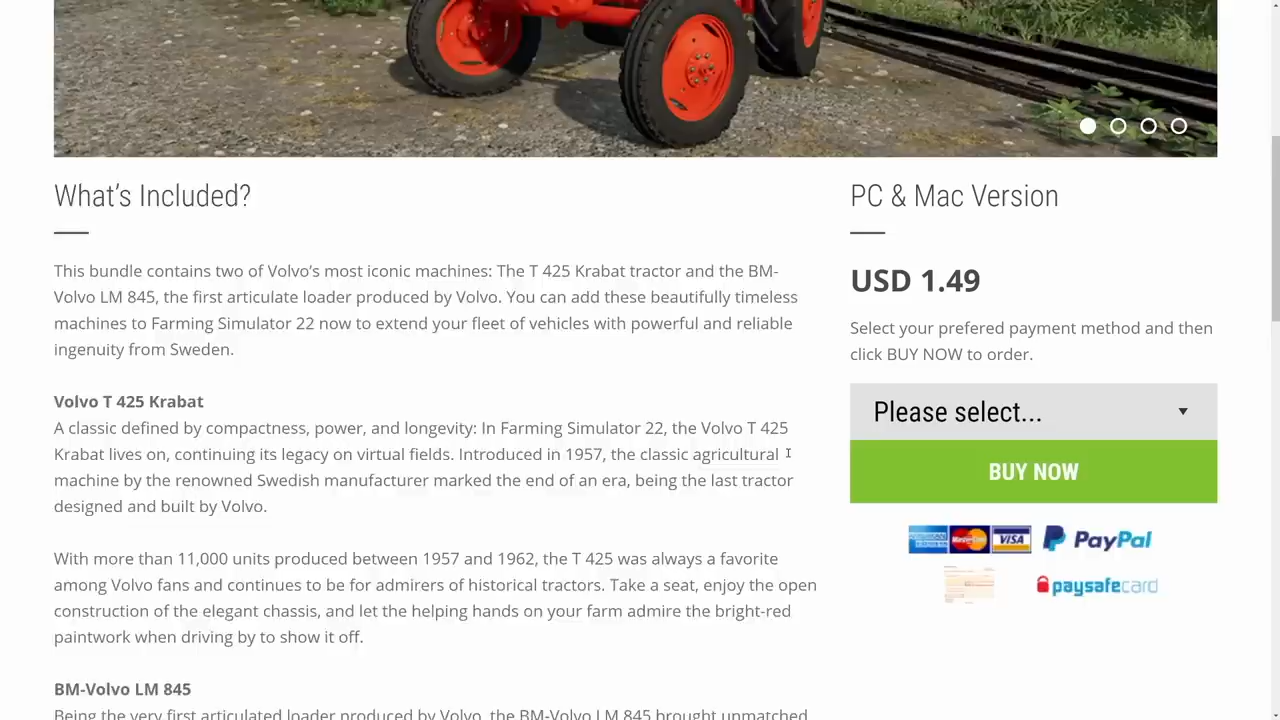 What's Included?
This bundle contains two of Volvo's most iconic machines: The T 425 Krabat tractor and the BM-
Volvo LM 845, the first articulate loader produced by Volvo. You can add these beautifully timeless
machines to Farming Simulator 22 now to extend your fleet of vehicles with powerful and reliable
ingenuity from Sweden.
Volvo T 425 Krabat
A classic defined by compactness, power, and longevity: In Farming Simulator 22, the Volvo T 425
Krabat lives on, continuing its legacy on virtual fields. Introduced in 1957, the classic agricultural
machine by the renowned Swedish manufacturer marked the end of an era, being the last tractor
designed and built by Volvo.
With more than 11,000 units produced between 1957 and 1962, the T 425 was always a favorite
among Volvo fans and continues to be for admirers of historical tractors. Take a seat, enjoy the open
construction of the elegant chassis, and let the helping hands on your farm admire the bright-red
paintwork when driving by to show it off.
BM-Volvo LM 845
Being the very first articulated loader produced by Volvo, the BM-Volvo LM 845 brought unmatched
PC & Mac Version
USD 1.49
Select your prefered payment method and then
click BUY NOW to order.
Please select...
BUY NOW
AMERICAN EXPRESS MasterCard VISA PayPal
paysafecard